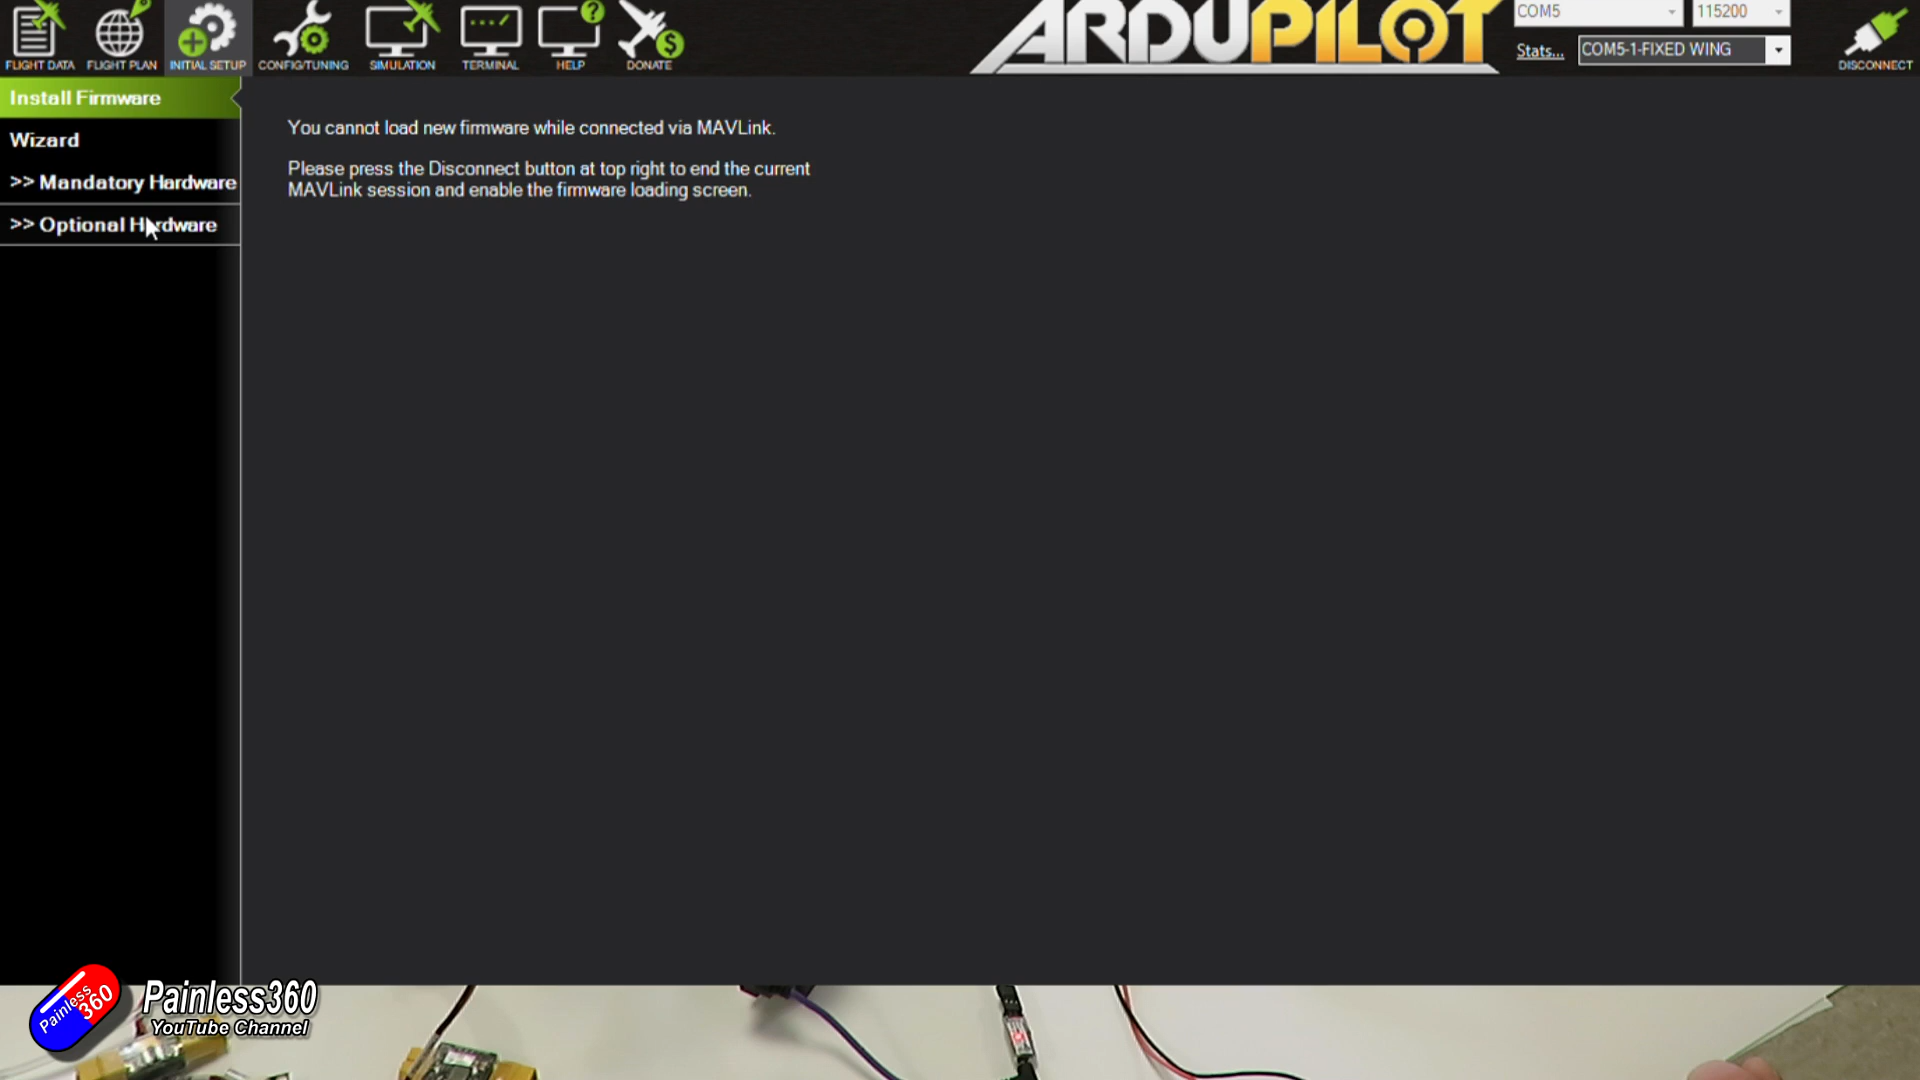 FLIGHT DATA
FLIGHT PLAN
INITIAL SETUP
CONFIG/TUNING
SIMULATION
TERMINAL
HELP
DONATE
ARDUPILOT
COM5
115200
Stats...
COM5-1-FIXED WING
DISCONNECT
Install Firmware
Wizard
>> Mandatory Hardware
>> Optional Hardware
You cannot load new firmware while connected via MAVLink.
Please press the Disconnect button at top right to end the current
MAVLink session and enable the firmware loading screen.
Painless
360
Painless360
YouTube Channel